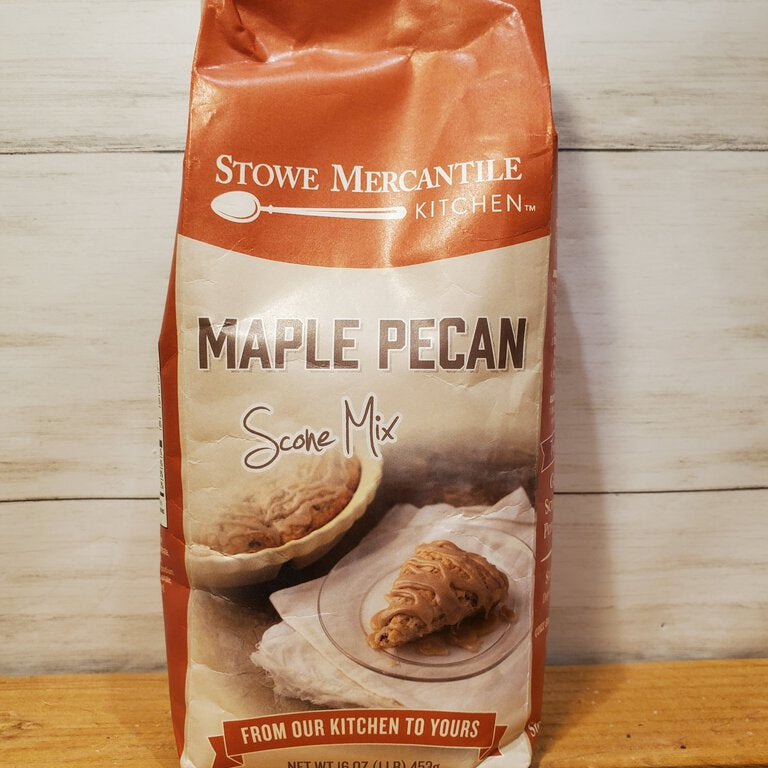 STOWE MERCANTILE
KITCHEN™
MAPLE PECAN
Scone Mix
FROM OUR KITCHEN TO YOURS
NET WT 16 OZ (1 LB) 453g